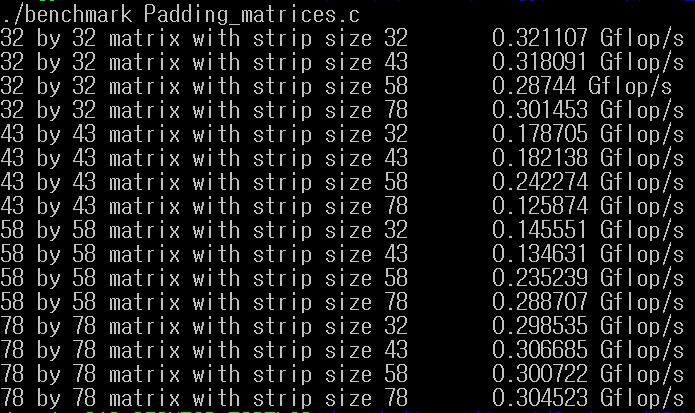 ./benchmark Padding_matrices.c
32 by 32 matrix with strip size 32 0.321107 Gflop/s
32 by 32 matrix with strip size 43 0.318091 Gflop/s
32 by 32 matrix with strip size 58 0.28744 Gflop/s
32 by 32 matrix with strip size 78 0.301453 Gflop/s
43 by 43 matrix with strip size 32 0.178705 Gflop/s
43 by 43 matrix with strip size 43 0.182138 Gflop/s
43 by 43 matrix with strip size 58 0.242274 Gflop/s
43 by 43 matrix with strip size 78 0.125874 Gflop/s
58 by 58 matrix with strip size 32 0.145551 Gflop/s
58 by 58 matrix with strip size 43 0.134631 Gflop/s
58 by 58 matrix with strip size 58 0.235239 Gflop/s
58 by 58 matrix with strip size 78 0.288707 Gflop/s
78 by 78 matrix with strip size 32 0.298535 Gflop/s
78 by 78 matrix with strip size 43 0.306685 Gflop/s
78 by 78 matrix with strip size 58 0.300722 Gflop/s
78 by 78 matrix with strip size 78 0.304523 Gflop/s